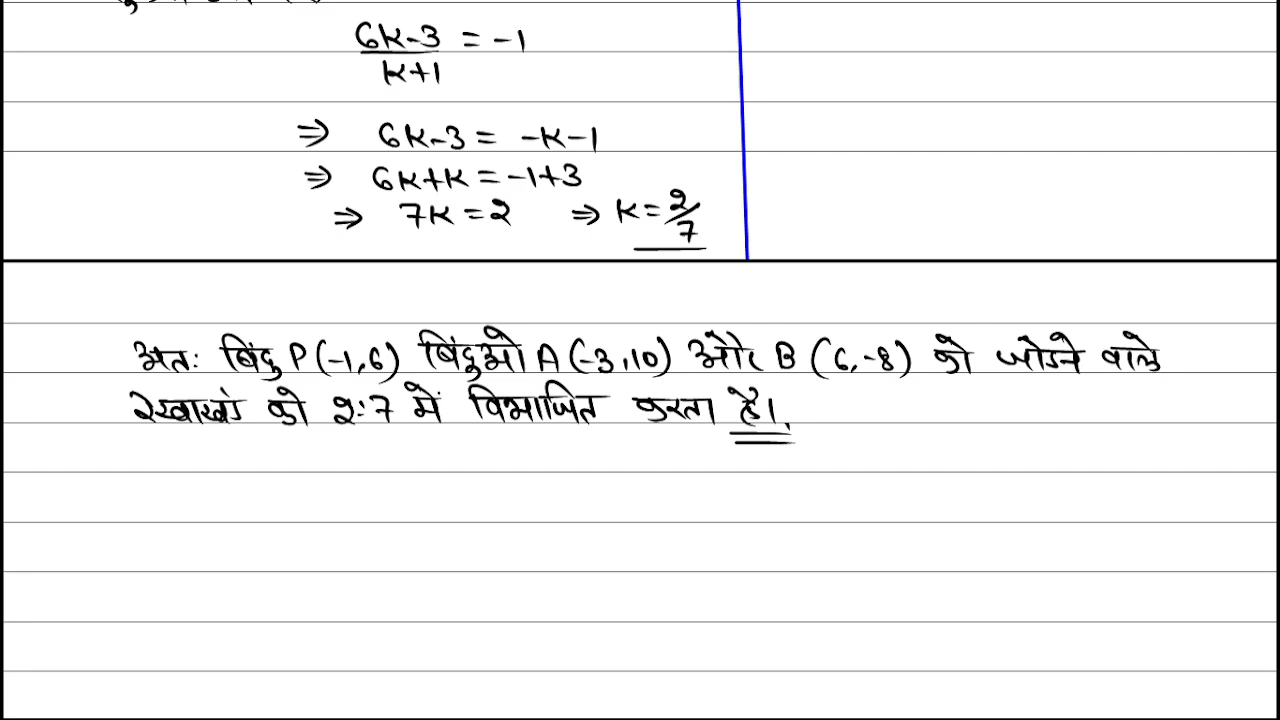 6K-3 = -1
K+1
⇒ 6K-3 = -K-1
⇒ 6K+K = -1+3
⇒ 7K = 2 ⇒ K = 2/7
अतः बिंदु P(-1,6) बिंदुओ A(-3,10) और B (6,-8) को जोडने वाले
रेखाखंड को 2:7 में विभाजित करता है।